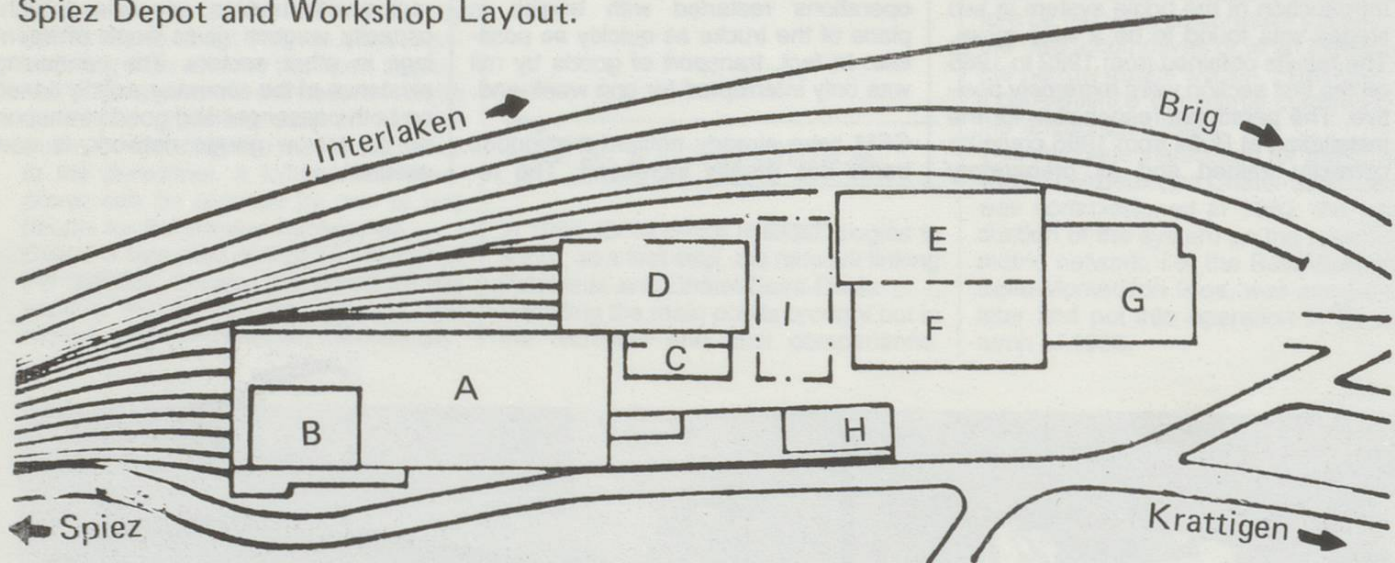 Spiez Depot and Workshop Layout.
Interlaken
Brig
E
D
G
F
C
A
B
H
Spiez
Krattigen